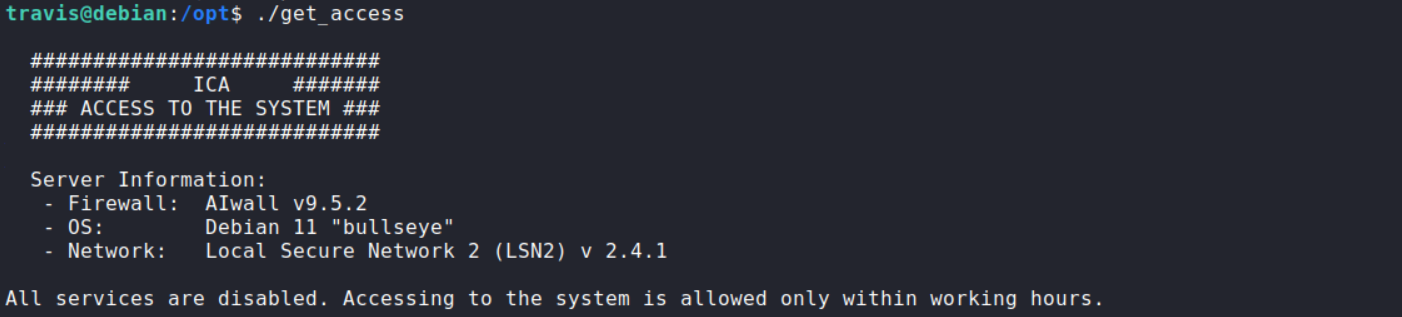 travis@debian:/opt$ ./get_access
############################
########     ICA     #######
### ACCESS TO THE SYSTEM ###
############################
Server Information:
- Firewall:  AIwall v9.5.2
- OS:        Debian 11 "bullseye"
- Network:   Local Secure Network 2 (LSN2) v 2.4.1
All services are disabled. Accessing to the system is allowed only within working hours.